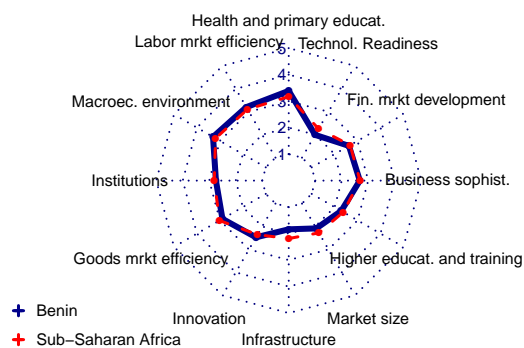 Health and primary educat.
Labor mrkt efficiency
5
Technol. Readiness
4
Macroec. environment
3
Fin. mrkt development
2
1
Institutions
Business sophist.
Goods mrkt efficiency
Higher educat. and training
Innovation
Market size
Infrastructure
Benin
Sub−Saharan Africa